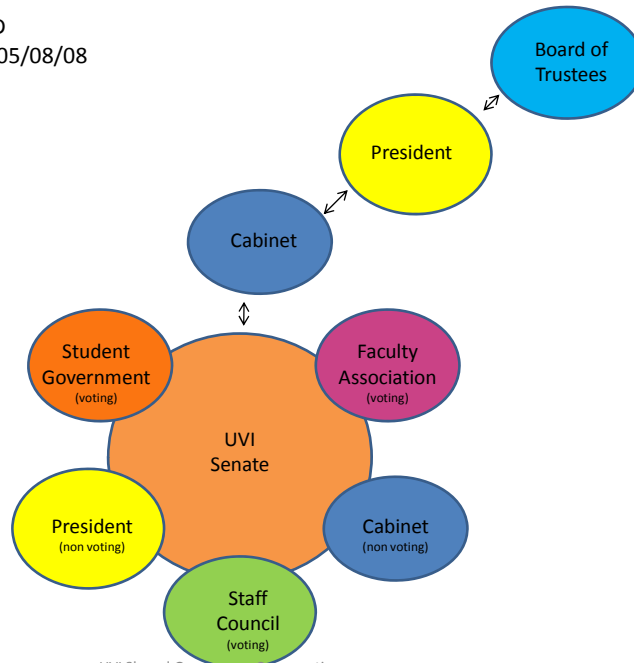 05/08/08
Board of
Trustees
President
Cabinet
Student
Government
(voting)
Faculty
Association
(voting)
UVI
Senate
President
(non voting)
Cabinet
(non voting)
Staff
Council
(voting)